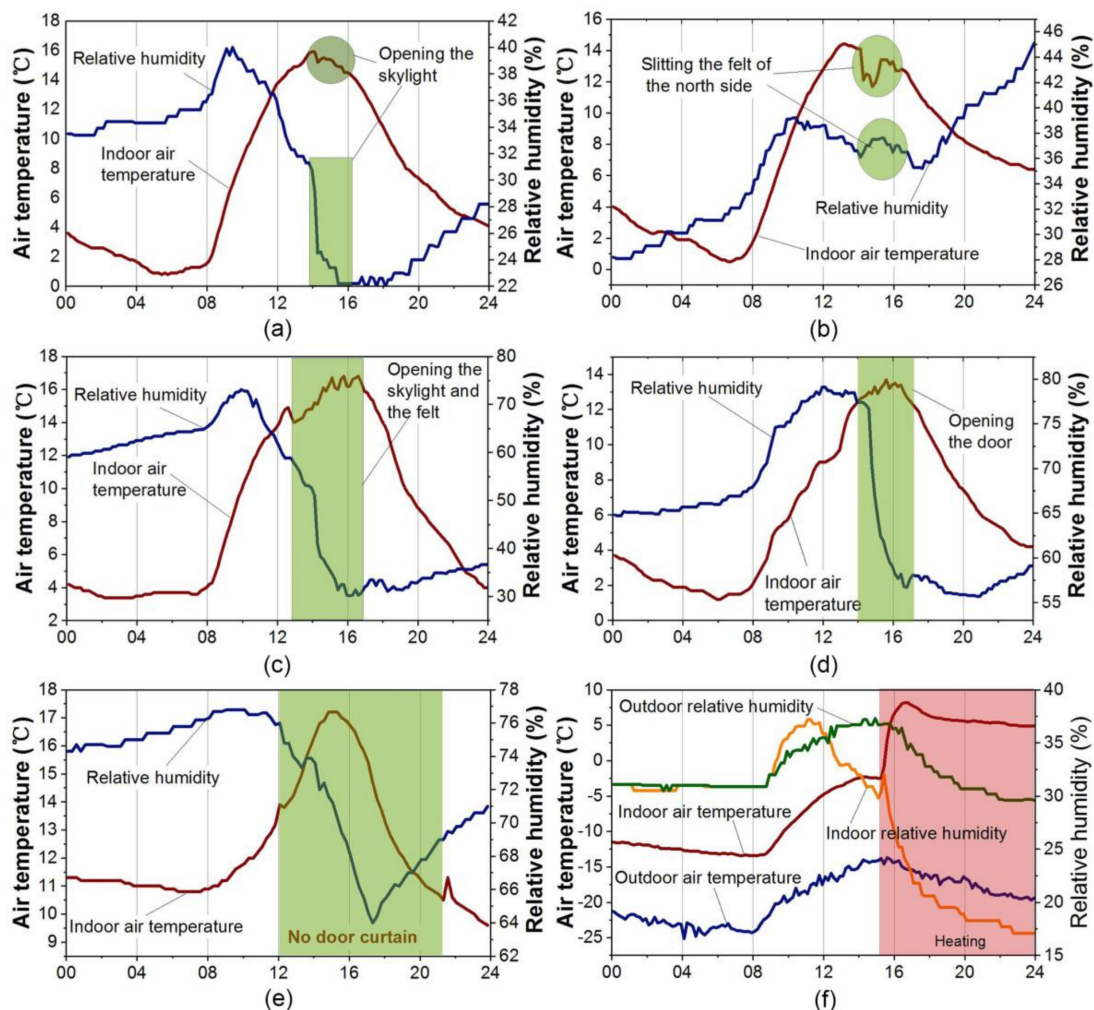 Air temperature (℃)
18
16
14
12
10
8
6
4
2
0
Relative humidity
Indoor air
temperature
Opening the
skylight
42
40
38
36
34
32
30
28
26
24
22
Relative humidity (%)
00 04 08 12 16 20 24
(a)
Air temperature (℃)
16
14
12
10
8
6
4
2
0
Slitting the felt of
the north side
Relative humidity
Indoor air temperature
46
44
42
40
38
36
34
32
30
28
26
Relative humidity (%)
00 04 08 12 16 20 24
(b)
Air temperature (℃)
18
16
14
12
10
8
6
4
2
Relative humidity
Indoor air
temperature
Opening the
skylight and
the felt
80
70
60
50
40
30
Relative humidity (%)
00 04 08 12 16 20 24
(c)
Air temperature (℃)
14
12
10
8
6
4
2
0
Relative humidity
Indoor air
temperature
Opening
the door
80
75
70
65
60
55
Relative humidity (%)
00 04 08 12 16 20 24
(d)
Air temperature (℃)
18
17
16
15
14
13
12
11
10
9
Relative humidity
Indoor air temperature
No door curtain
78
76
74
72
70
68
66
64
62
Relative humidity (%)
00 04 08 12 16 20 24
(e)
Air temperature (℃)
10
5
0
-5
-10
-15
-20
-25
Outdoor relative humidity
Indoor air temperature
Indoor relative humidity
Outdoor air temperature
Heating
40
35
30
25
20
15
Relative humidity (%)
00 04 08 12 16 20 24
(f)